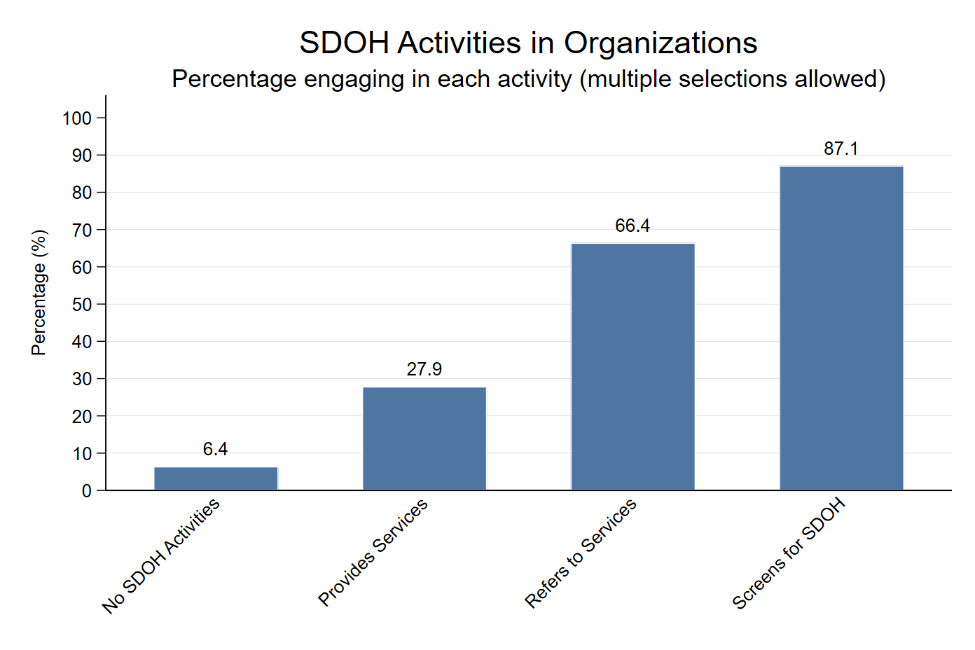 SDOH Activities in Organizations
Percentage engaging in each activity (multiple selections allowed)
Percentage (%)
100
90
80
70
60
50
40
30
20
10
0
6.4
27.9
66.4
87.1
No SDOH Activities
Provides Services
Refers to Services
Screens for SDOH